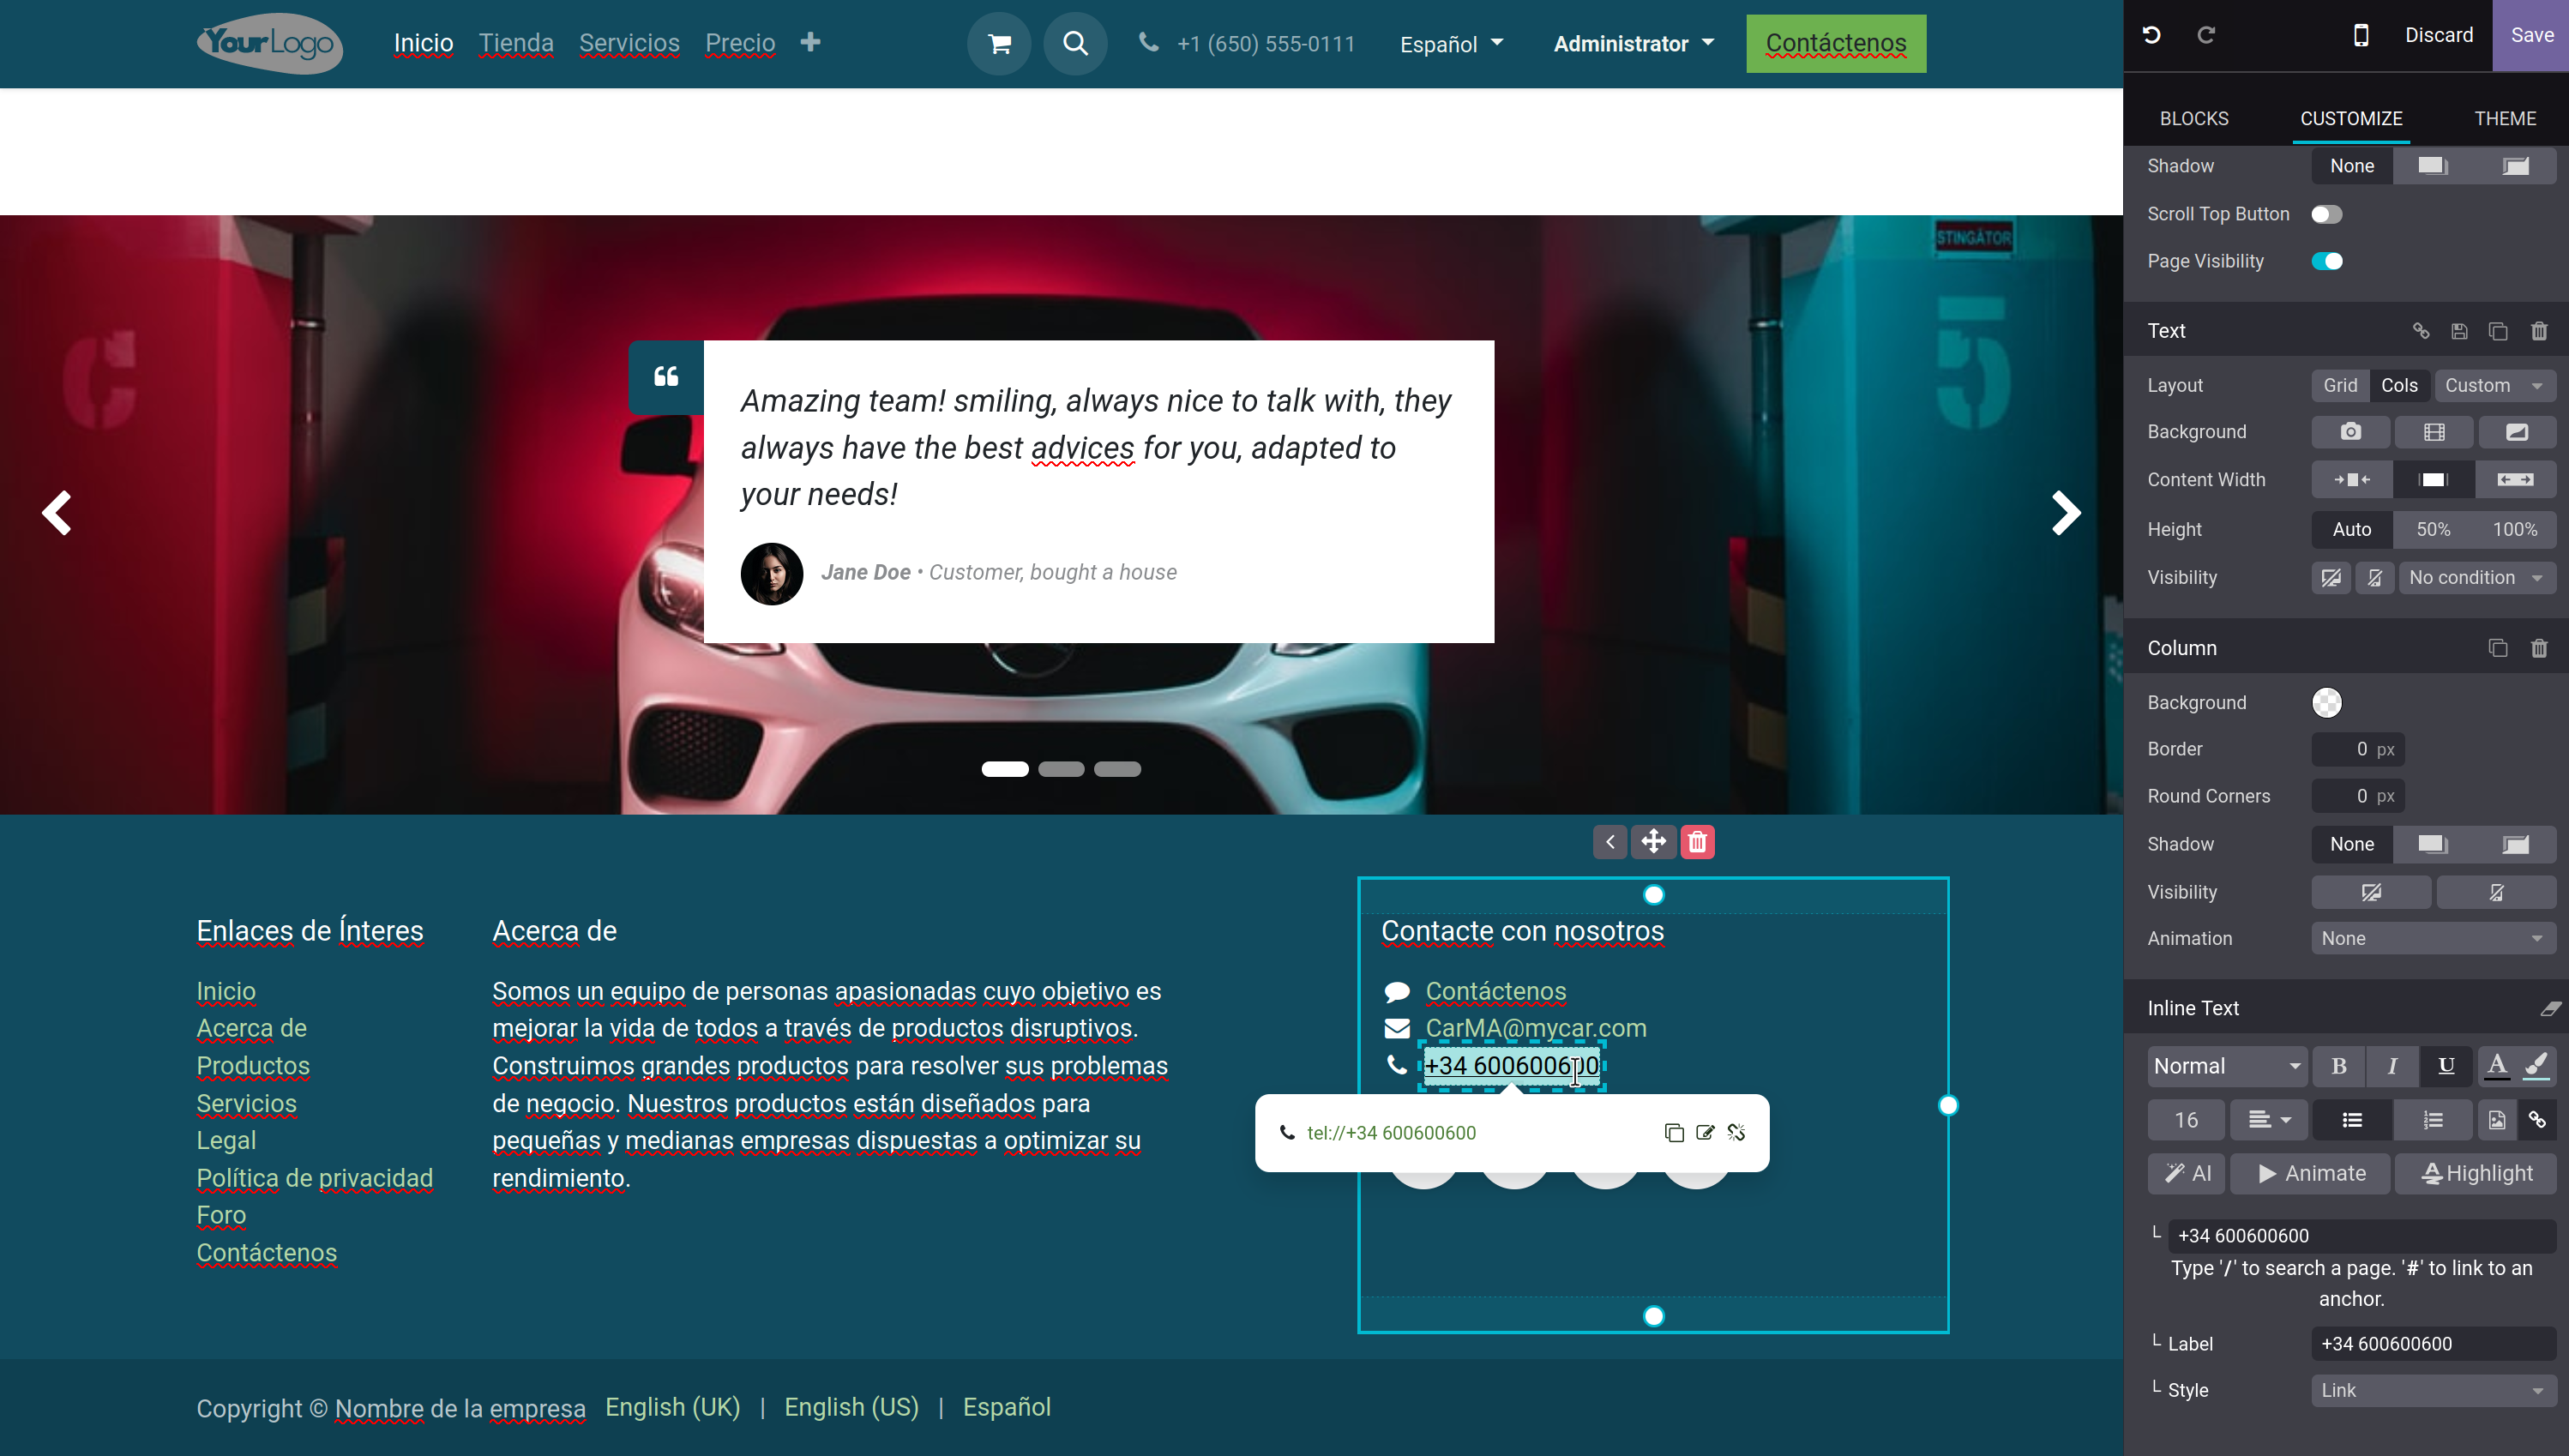 YourLogo
Inicio Tienda Servicios Precio
+1 (650) 555-0111
Español
Administrator
Contáctenos
Discard
Save
BLOCKS
CUSTOMIZE
THEME
Shadow None
Scroll Top Button
Page Visibility
Text
Layout Grid Cols Custom
Background
Content Width
Height Auto 50% 100%
Visibility No condition
Column
Background
Border 0 px
Round Corners 0 px
Shadow None
Visibility
Animation None
Inline Text
Normal B I U A
16
AI Animate Highlight
+34 600600600
Type '/' to search a page. '#' to link to an
anchor.
Label +34 600600600
Style Link
STINGĂTOR
C
51
Amazing team! smiling, always nice to talk with, they
always have the best advices for you, adapted to
your needs!
Jane Doe • Customer, bought a house
Enlaces de Ínteres
Inicio
Acerca de
Productos
Servicios
Legal
Política de privacidad
Foro
Contáctenos
Acerca de
Somos un equipo de personas apasionadas cuyo objetivo es
mejorar la vida de todos a través de productos disruptivos.
Construimos grandes productos para resolver sus problemas
de negocio. Nuestros productos están diseñados para
pequeñas y medianas empresas dispuestas a optimizar su
rendimiento.
Contacte con nosotros
Contáctenos
CarMA@mycar.com
+34 600600600
tel://+34 600600600
Copyright © Nombre de la empresa English (UK) | English (US) | Español